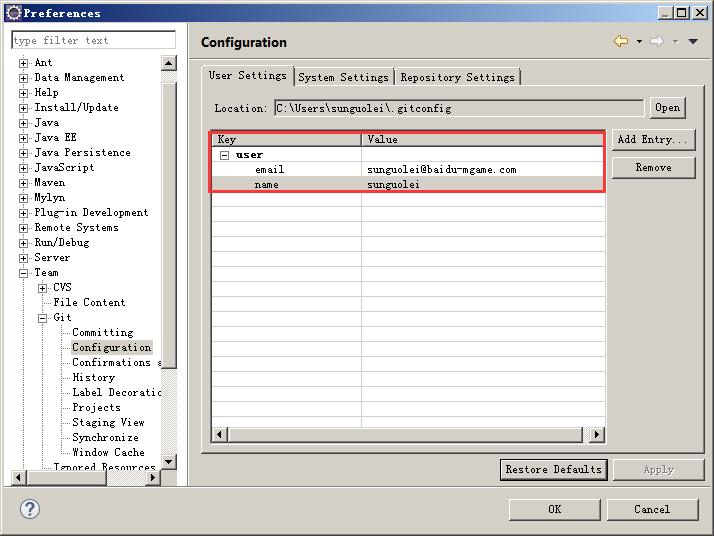 Preferences
type filter text
Ant
Data Management
Help
Install/Update
Java
Java EE
Java Persistence
JavaScript
Maven
Mylyn
Plug-in Development
Remote Systems
Run/Debug
Server
Team
CVS
File Content
Git
Committing
Configuration
Confirmations a
History
Label Decoratio
Projects
Staging View
Synchronize
Window Cache
Ignored Resources
Configuration
User Settings System Settings Repository Settings
Location: C:\Users\sunguolei\.gitconfig Open
Key Value
user
email sunguolei@baidu-mgame.com
name sunguolei
Add Entry...
Remove
Restore Defaults Apply
OK Cancel